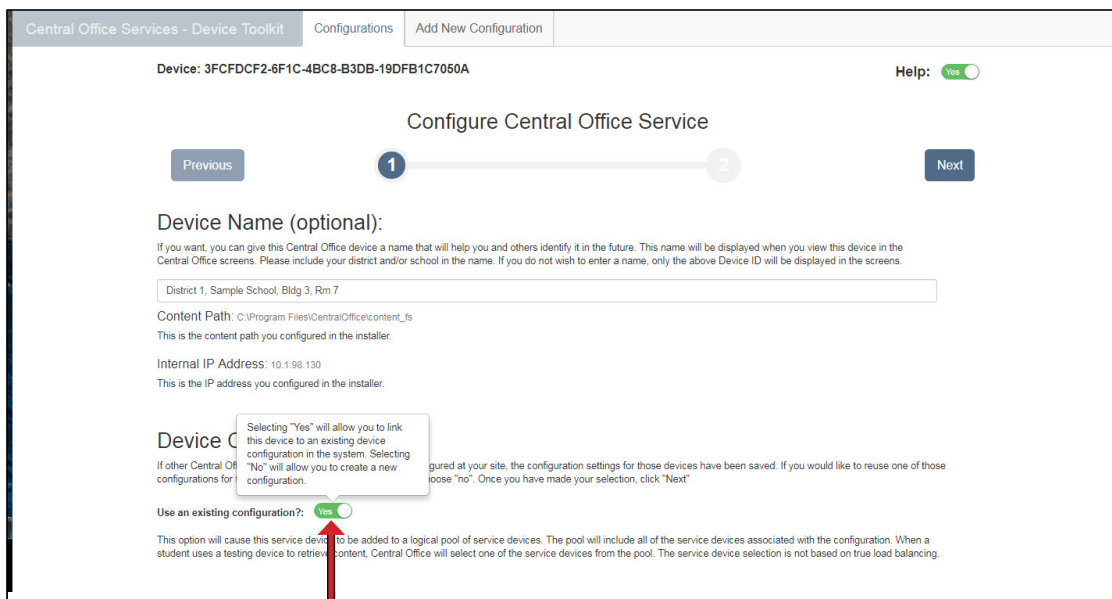 Central Office Services - Device Toolkit
Configurations
Add New Configuration
Device: 3FCFDCF2-6F1C-4BC8-B3DB-19DFB1C7050A
Help: Yes
Configure Central Office Service
Previous
1
2
Next
Device Name (optional):
If you want, you can give this Central Office device a name that will help you and others identify it in the future. This name will be displayed when you view this device in the
Central Office screens. Please include your district and/or school in the name. If you do not wish to enter a name, only the above Device ID will be displayed in the screens.
District 1, Sample School, Bldg 3, Rm 7
Content Path: C:\Program Files\CentralOffice\content_fs
This is the content path you configured in the installer.
Internal IP Address: 10.1.98.130
This is the IP address you configured in the installer.
Selecting "Yes" will allow you to link
this device to an existing device
configuration in the system. Selecting
"No" will allow you to create a new
configuration.
Device
If other Central gured at your site, the configuration settings for those devices have been saved. If you would like to reuse one of those
configurations for oose "no". Once you have made your selection, click "Next"
Use an existing configuration?: Yes
This option will cause this service device to be added to a logical pool of service devices. The pool will include all of the service devices associated with the configuration. When a
student uses a testing device to retrieve content, Central Office will select one of the service devices from the pool. The service device selection is not based on true load balancing.